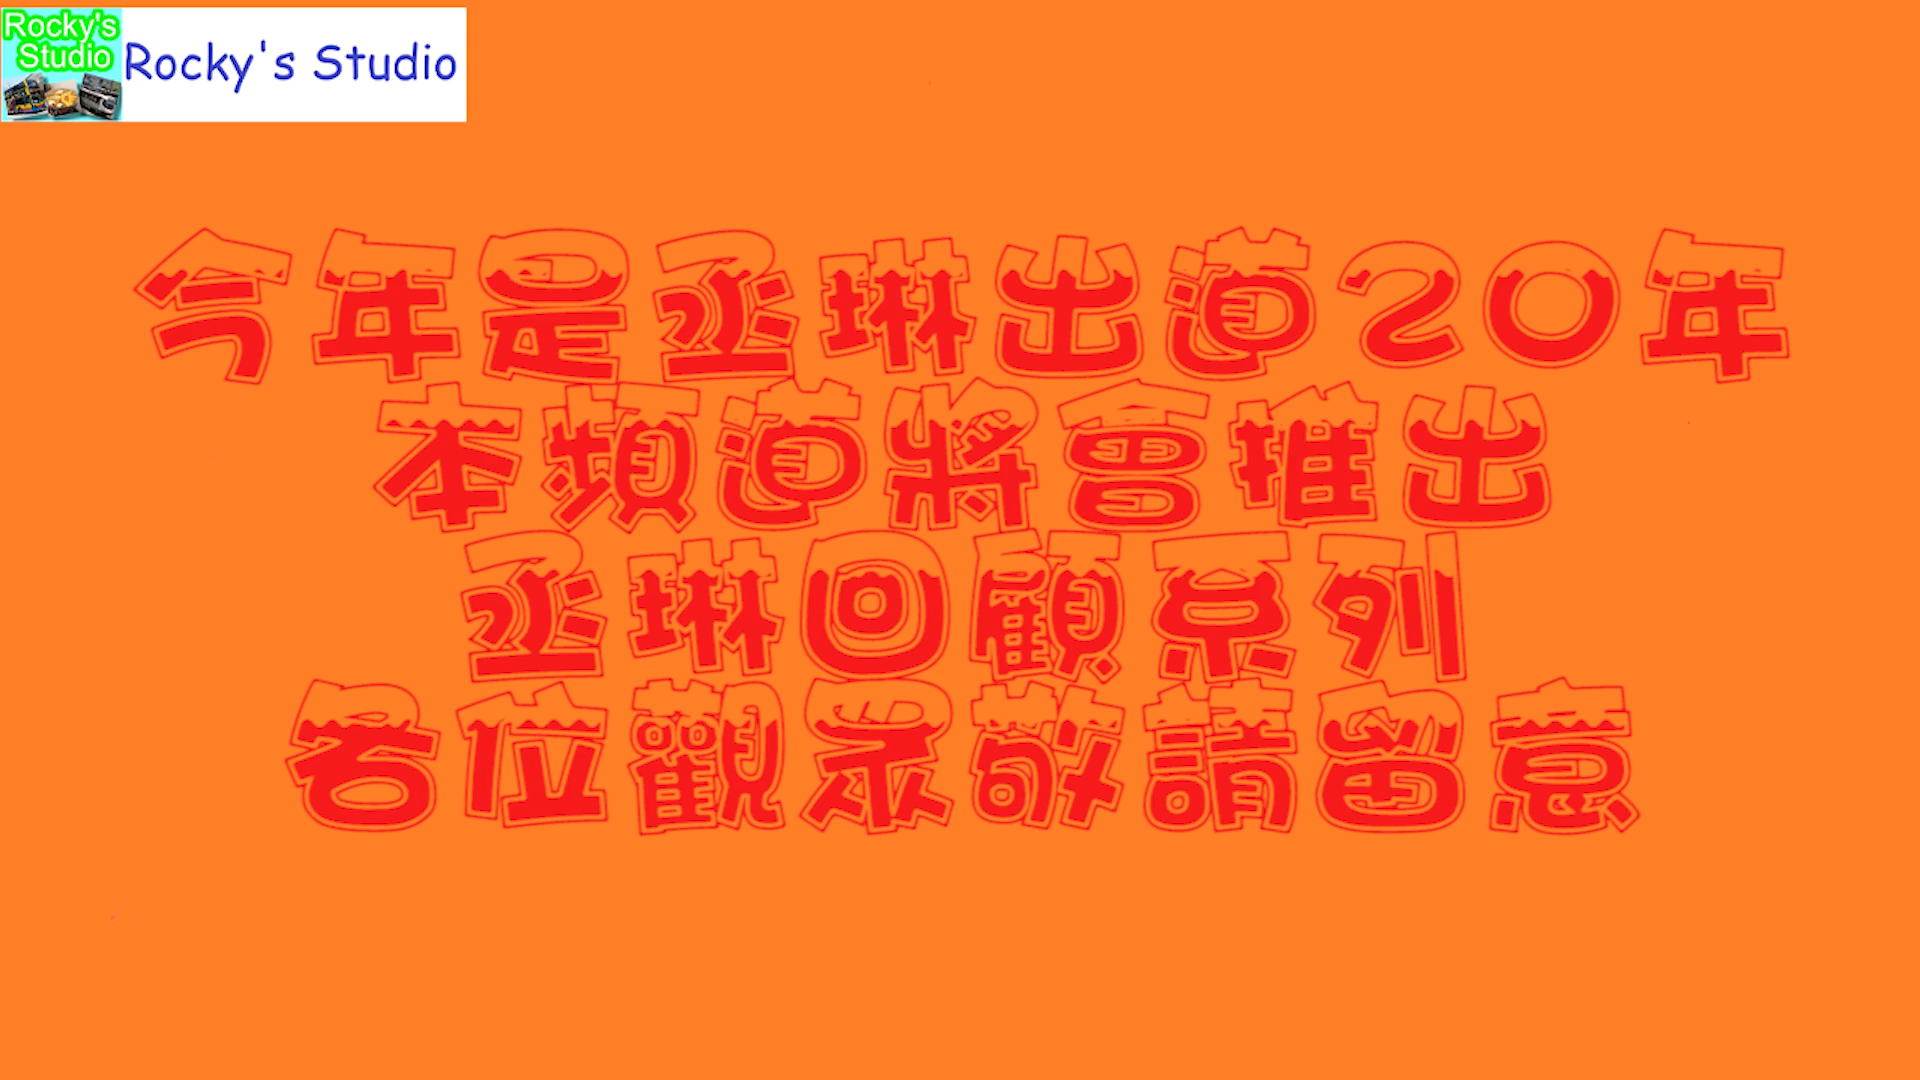 Rocky's
Studio
Rocky's Studio
今年是丞琳出道20年
本頻道將會推出
丞琳回顧系列
各位觀眾敬請留意